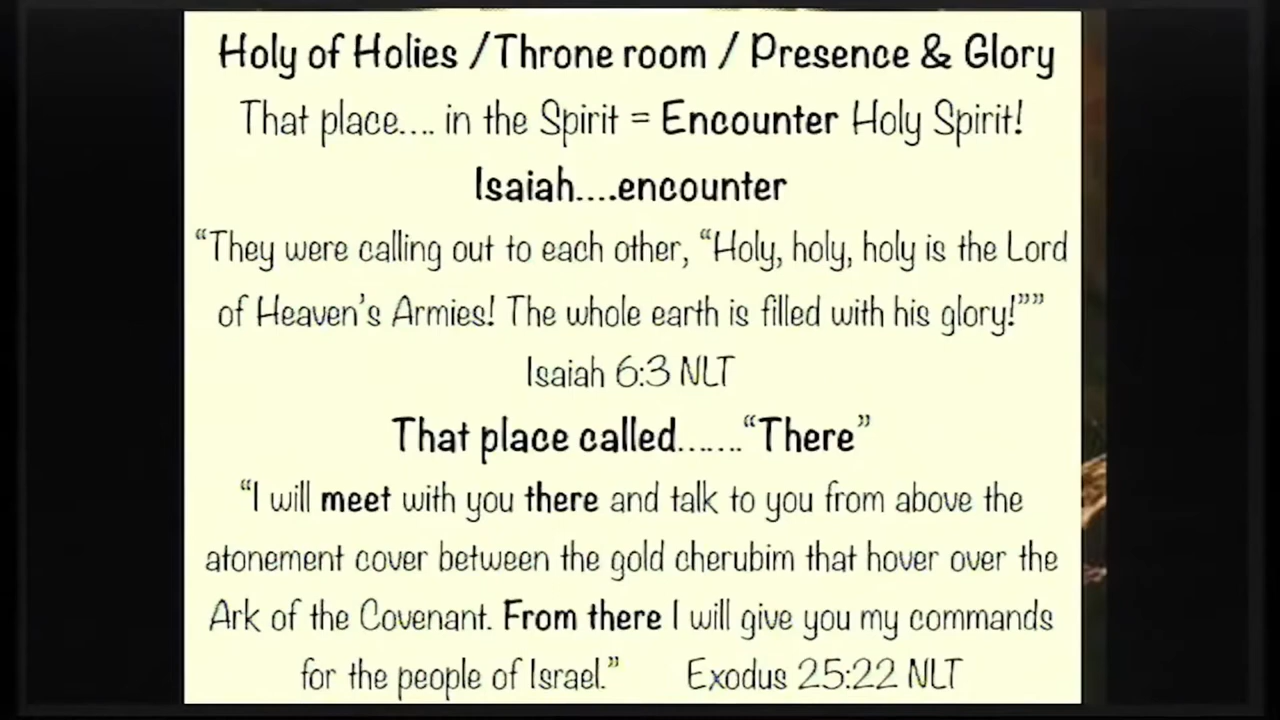 Holy of Holies / Throne room / Presence & Glory
That place.... in the Spirit = Encounter Holy Spirit!
Isaiah....encounter
“They were calling out to each other, “Holy, holy, holy is the Lord
of Heaven’s Armies! The whole earth is filled with his glory!””
Isaiah 6:3 NLT
That place called.......“There”
“I will meet with you there and talk to you from above the
atonement cover between the gold cherubim that hover over the
Ark of the Covenant. From there I will give you my commands
for the people of Israel.” Exodus 25:22 NLT